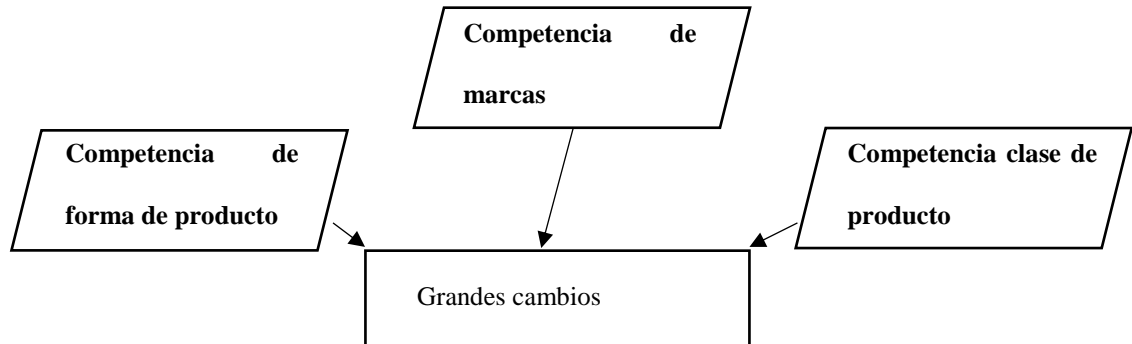 Competencia de
marcas
Competencia de
forma de producto
Competencia clase de
producto
Grandes cambios